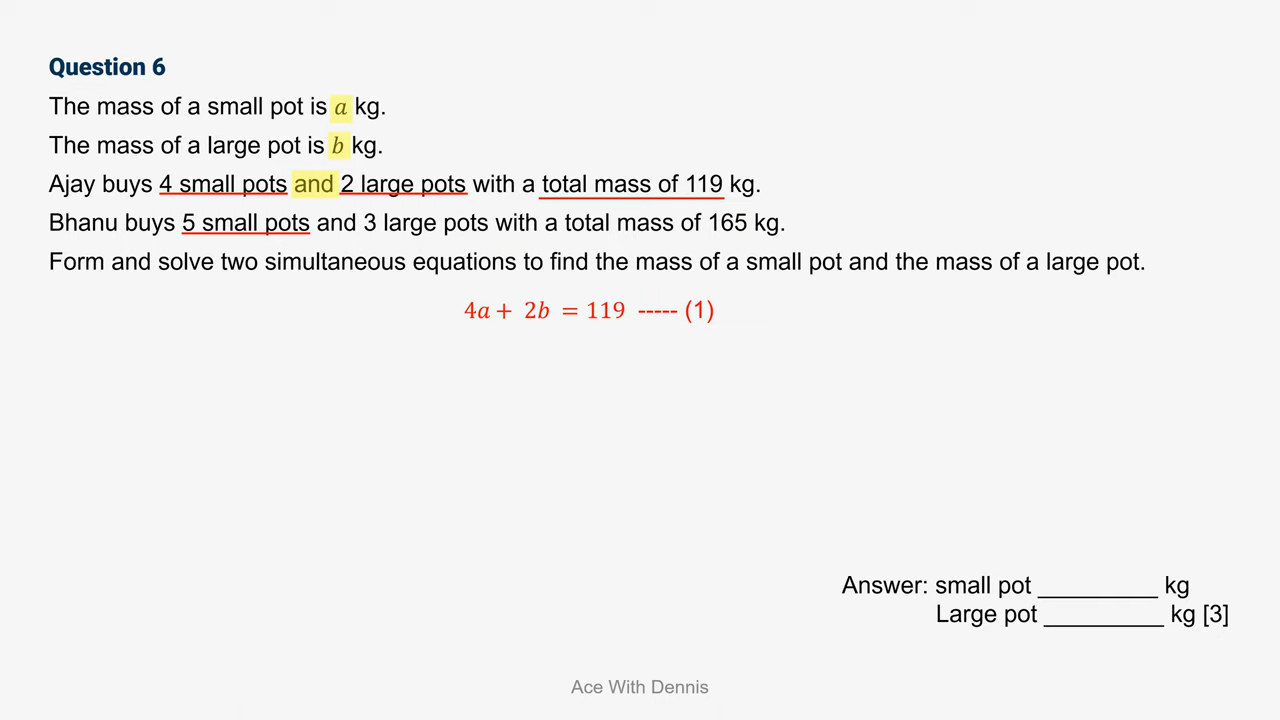 Question 6
The mass of a small pot is a kg.
The mass of a large pot is b kg.
Ajay buys 4 small pots and 2 large pots with a total mass of 119 kg.
Bhanu buys 5 small pots and 3 large pots with a total mass of 165 kg.
Form and solve two simultaneous equations to find the mass of a small pot and the mass of a large pot.
4a + 2b = 119 ----- (1)
Answer: small pot _________ kg
Large pot _________ kg [3]
Ace With Dennis